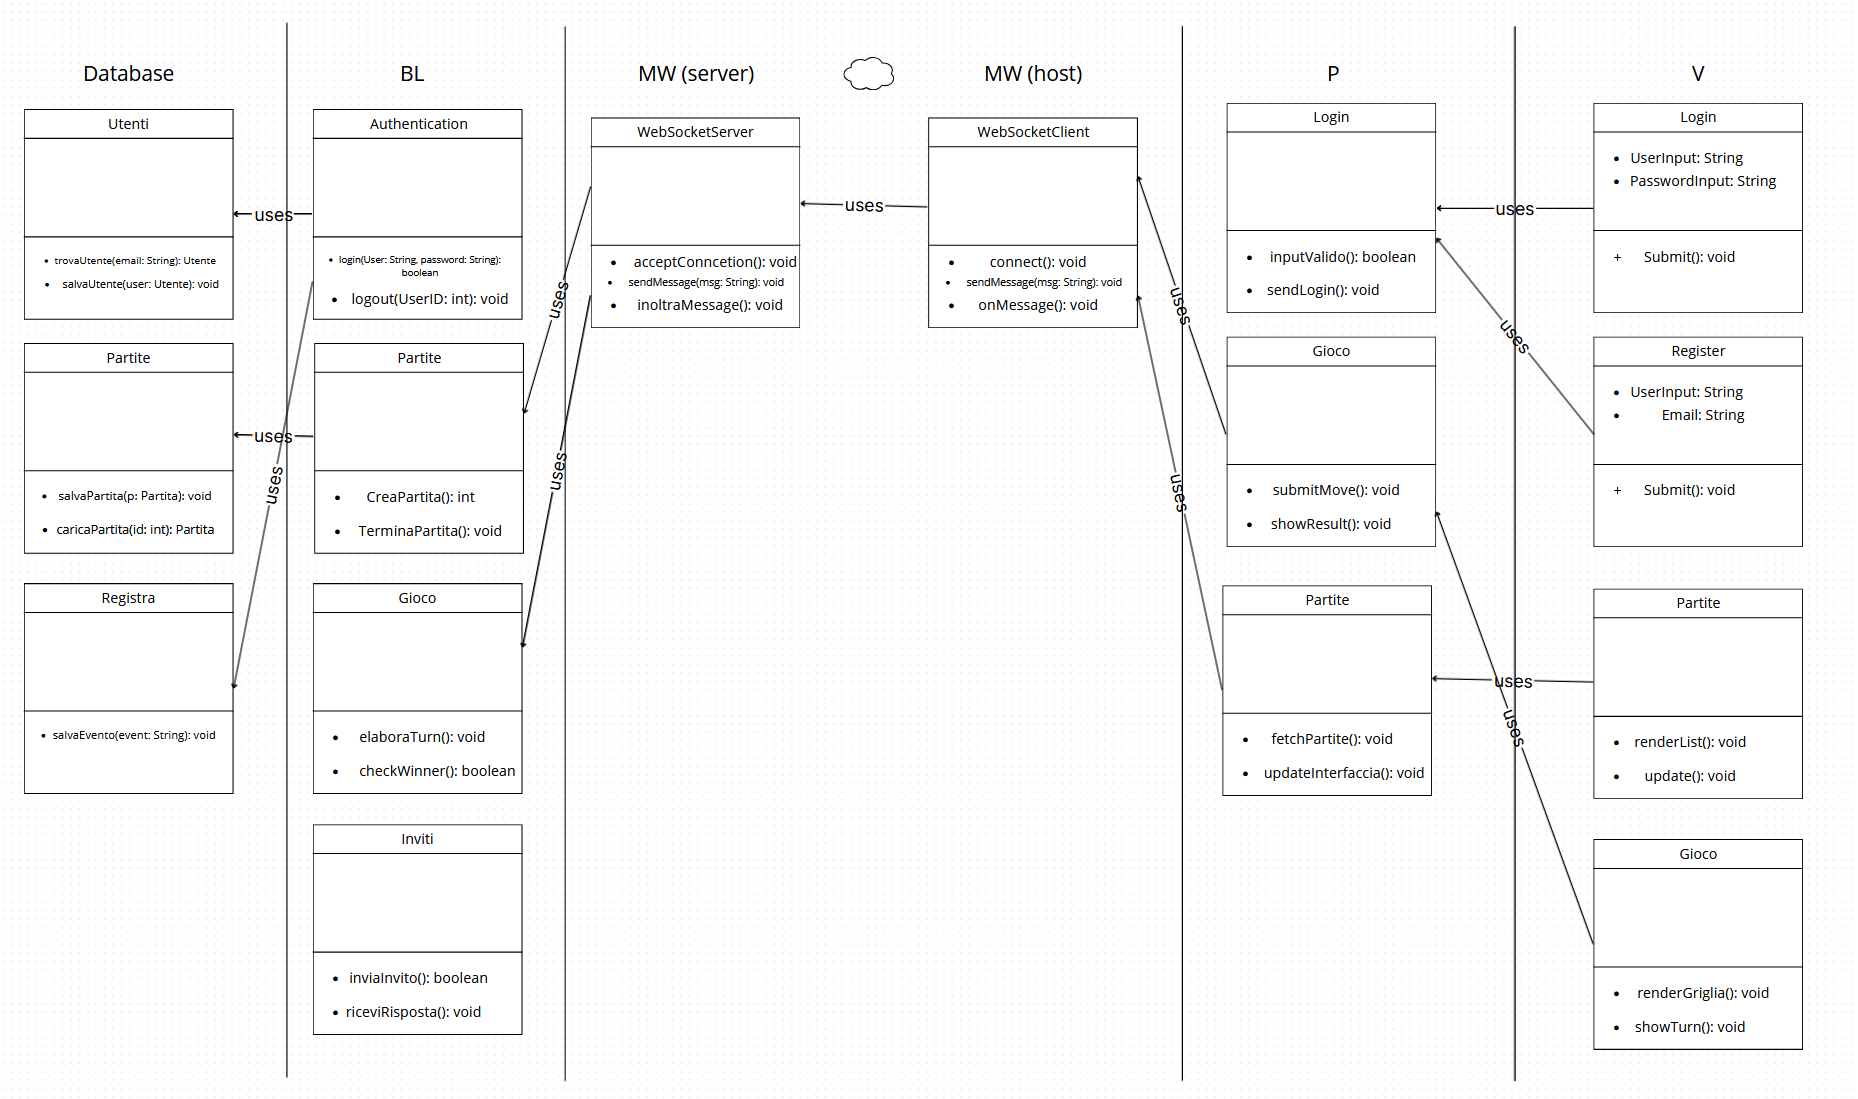 Database
BL
MW (server)
MW (host)
P
V
Utenti
trovaUtente(email: String): Utente
salvaUtente(user: Utente): void
Partite
salvaPartita(p: Partita): void
caricaPartita(id: int): Partita
Registra
salvaEvento(event: String): void
uses
uses
uses
Authentication
login(User: String, password: String):
boolean
logout(UserID: int): void
Partite
CreaPartita(): int
TerminaPartita(): void
Gioco
elaboraTurn(): void
checkWinner(): boolean
Inviti
inviaInvito(): boolean
riceviRisposta(): void
uses
uses
WebSocketServer
acceptConncetion(): void
sendMessage(msg: String): void
inoltraMessage(): void
uses
WebSocketClient
connect(): void
sendMessage(msg: String): void
onMessage(): void
uses
uses
Login
inputValido(): boolean
sendLogin(): void
Gioco
submitMove(): void
showResult(): void
Partite
fetchPartite(): void
updateInterfaccia(): void
uses
uses
uses
uses
Login
UserInput: String
PasswordInput: String
+ Submit(): void
Register
UserInput: String
Email: String
+ Submit(): void
Partite
renderList(): void
update(): void
Gioco
renderGriglia(): void
showTurn(): void